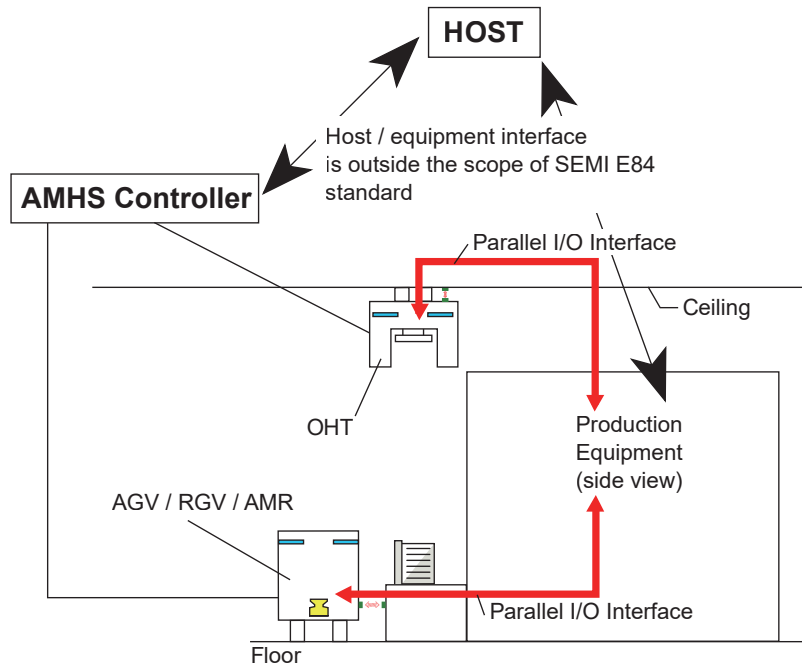 HOST
Host / equipment interface
is outside the scope of SEMI E84
standard
AMHS Controller
Parallel I/O Interface
Ceiling
OHT
Production
Equipment
(side view)
AGV / RGV / AMR
Parallel I/O Interface
Floor